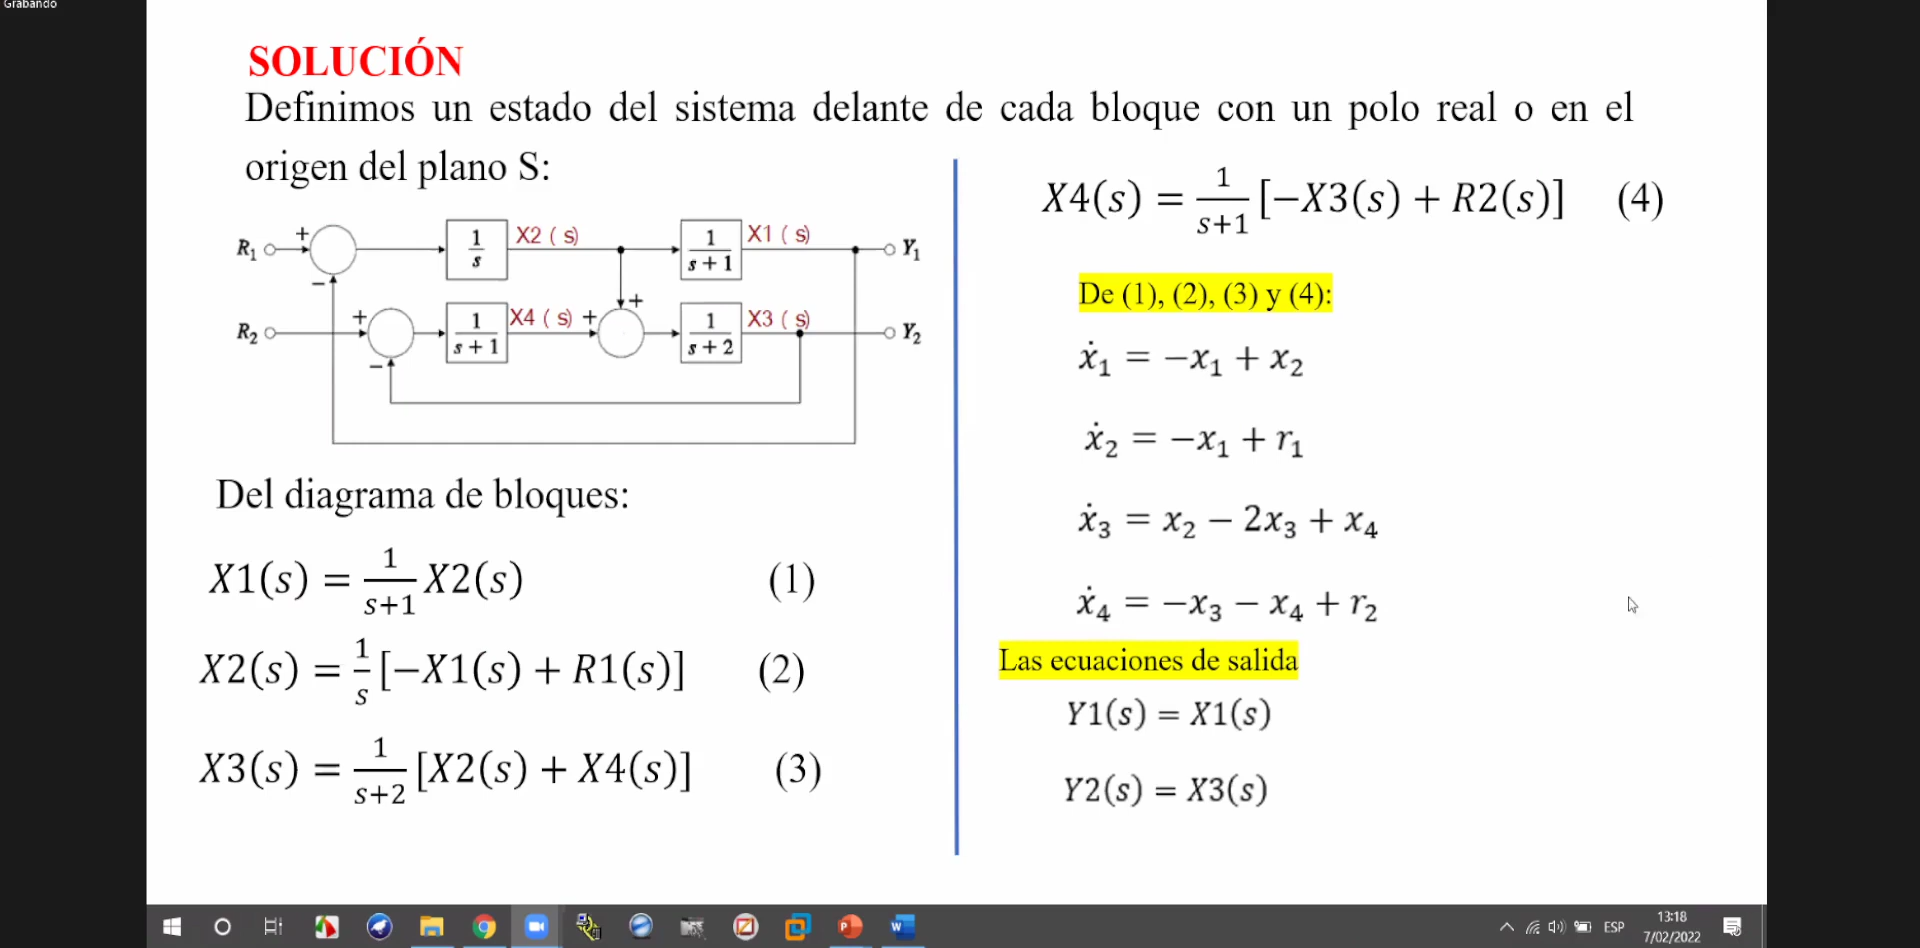 Grabando
SOLUCIÓN
Definimos un estado del sistema delante de cada bloque con un polo real o en el
origen del plano S:
R₁ + − 1/s X2 ( s) 1/(s + 1) X1 ( s) Y₁
R₂ + − 1/(s + 1) X4 ( s) + + 1/(s + 2) X3 ( s) Y₂
Del diagrama de bloques:
X1(s) = 1/(s+1) X2(s) (1)
X2(s) = 1/s [−X1(s) + R1(s)] (2)
X3(s) = 1/(s+2) [X2(s) + X4(s)] (3)
X4(s) = 1/(s+1) [−X3(s) + R2(s)] (4)
De (1), (2), (3) y (4):
ẋ₁ = −x₁ + x₂
ẋ₂ = −x₁ + r₁
ẋ₃ = x₂ − 2x₃ + x₄
ẋ₄ = −x₃ − x₄ + r₂
Las ecuaciones de salida
Y1(s) = X1(s)
Y2(s) = X3(s)
ESP
13:18
7/02/2022